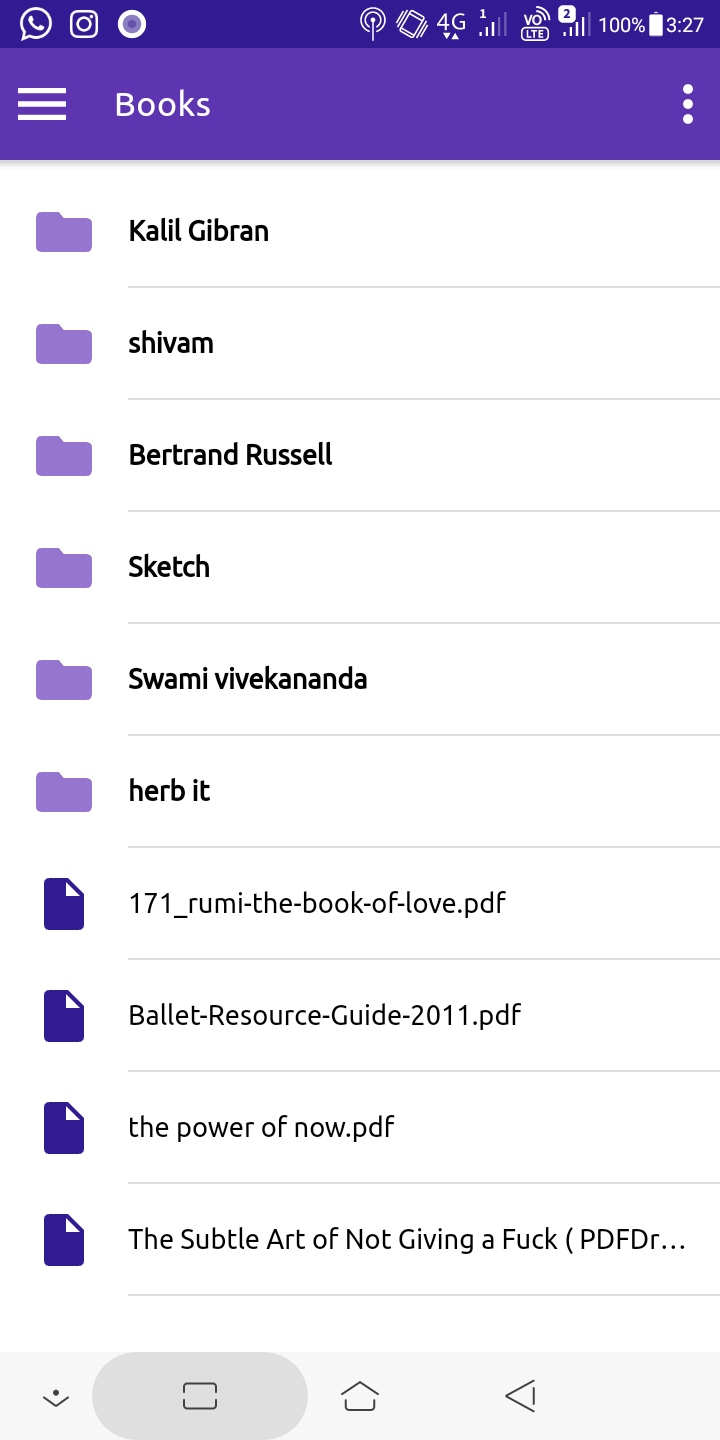 4G 1 VO LTE 2 100% 3:27
Books
Kalil Gibran
shivam
Bertrand Russell
Sketch
Swami vivekananda
herb it
171_rumi-the-book-of-love.pdf
Ballet-Resource-Guide-2011.pdf
the power of now.pdf
The Subtle Art of Not Giving a Fuck ( PDFDr...